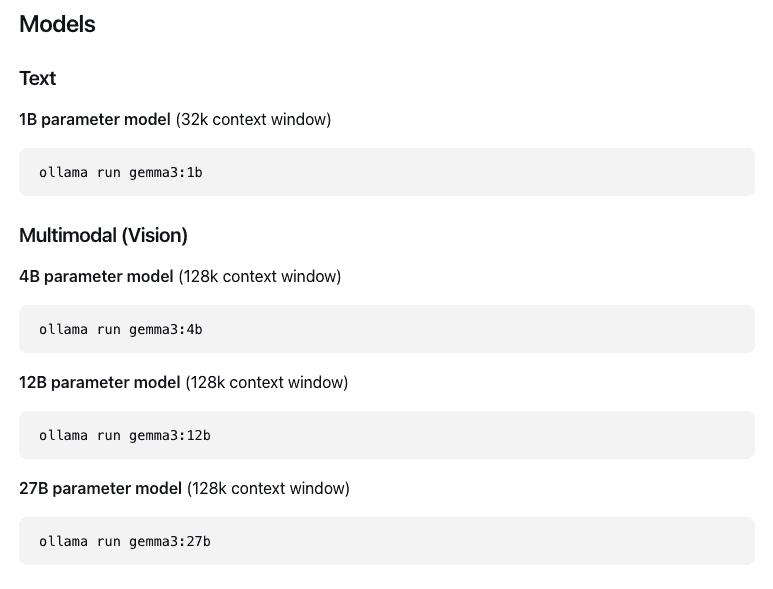 Models
Text
1B parameter model (32k context window)
ollama run gemma3:1b
Multimodal (Vision)
4B parameter model (128k context window)
ollama run gemma3:4b
12B parameter model (128k context window)
ollama run gemma3:12b
27B parameter model (128k context window)
ollama run gemma3:27b